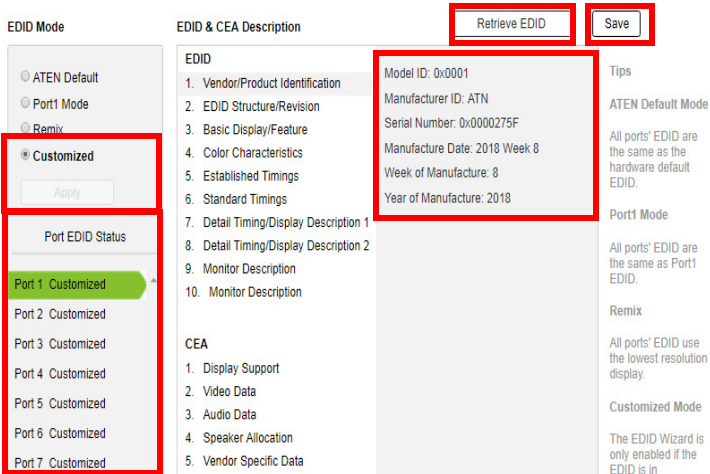 EDID Mode
ATEN Default
Port1 Mode
Remix
Customized
Apply
Port EDID Status
Port 1 Customized
Port 2 Customized
Port 3 Customized
Port 4 Customized
Port 5 Customized
Port 6 Customized
Port 7 Customized
EDID & CEA Description
Retrieve EDID
Save
EDID
1. Vendor/Product Identification
2. EDID Structure/Revision
3. Basic Display/Feature
4. Color Characteristics
5. Established Timings
6. Standard Timings
7. Detail Timing/Display Description 1
8. Detail Timing/Display Description 2
9. Monitor Description
10. Monitor Description
CEA
1. Display Support
2. Video Data
3. Audio Data
4. Speaker Allocation
5. Vendor Specific Data
Model ID: 0x0001
Manufacturer ID: ATN
Serial Number: 0x0000275F
Manufacture Date: 2018 Week 8
Week of Manufacture: 8
Year of Manufacture: 2018
Tips
ATEN Default Mode
All ports' EDID are
the same as the
hardware default
EDID.
Port1 Mode
All ports' EDID are
the same as Port1
EDID.
Remix
All ports' EDID use
the lowest resolution
display.
Customized Mode
The EDID Wizard is
only enabled if the
EDID is in